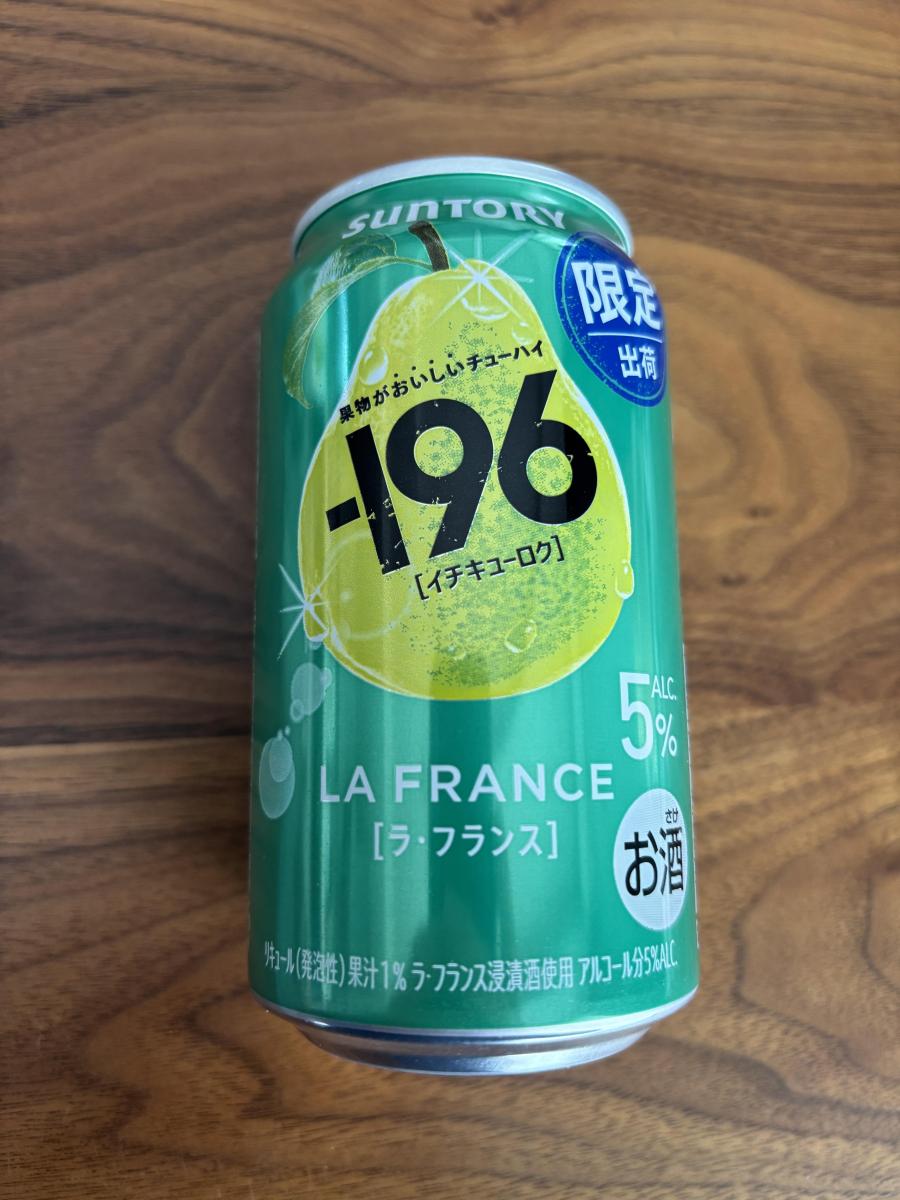 SUNTORY
限定
出荷
果物がおいしいチューハイ
-196
[イチキューロク]
5%
ALC.
LA FRANCE
[ラ・フランス]
さけ
お酒
リキュール(発泡性)果汁1% ラ・フランス浸漬酒使用 アルコール分5%ALC.